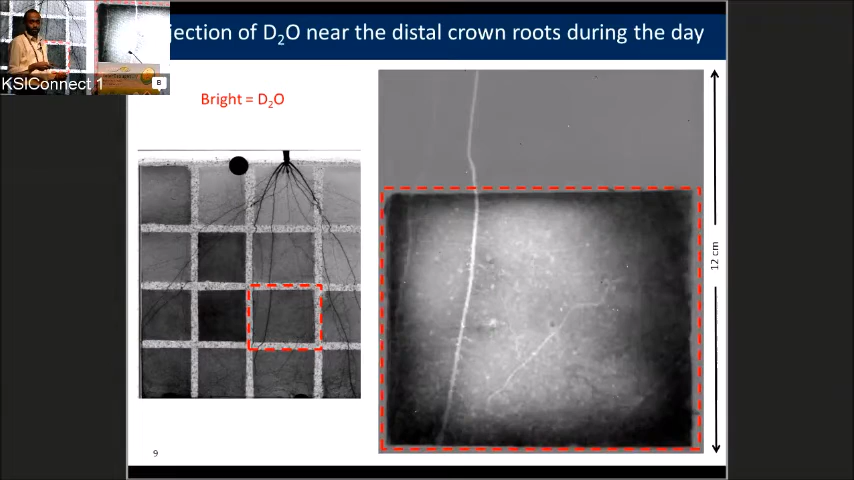 jection of D₂O near the distal crown roots during the day
KSIConnect 1
B
Bright = D₂O
12 cm
9